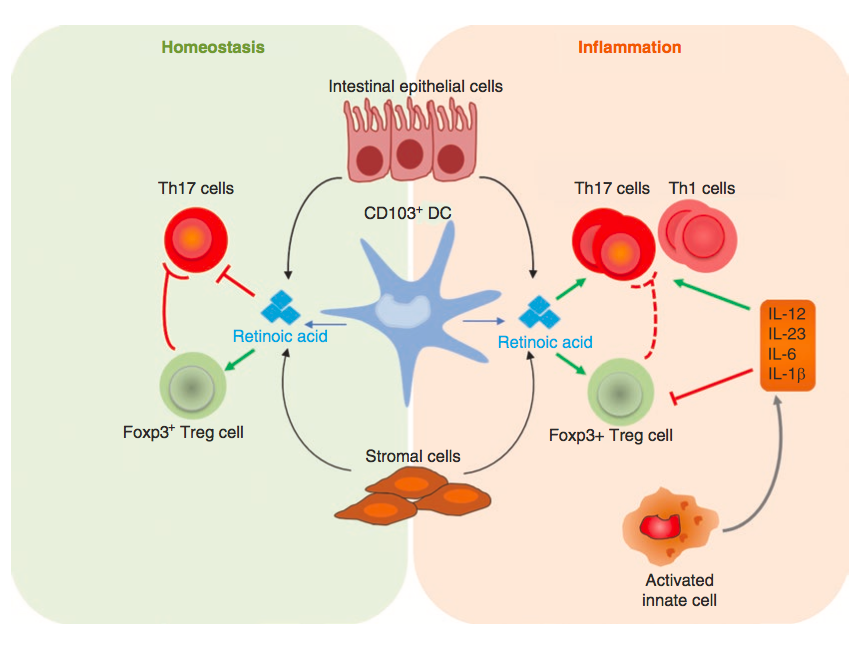 Homeostasis
Inflammation
Intestinal epithelial cells
Th17 cells
CD103⁺ DC
Th17 cells
Th1 cells
Retinoic acid
Retinoic acid
IL-12
IL-23
IL-6
IL-1β
Foxp3⁺ Treg cell
Foxp3+ Treg cell
Stromal cells
Activated
innate cell